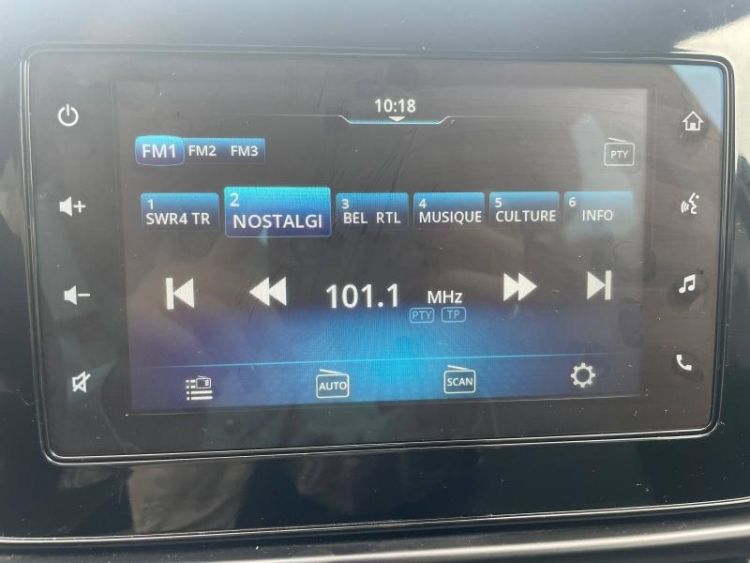 10:18
FM1 FM2 FM3
PTY
1 2 3 4 5 6
SWR4 TR NOSTALGI BEL RTL MUSIQUE CULTURE INFO
101.1 MHz
PTY TP
AUTO SCAN